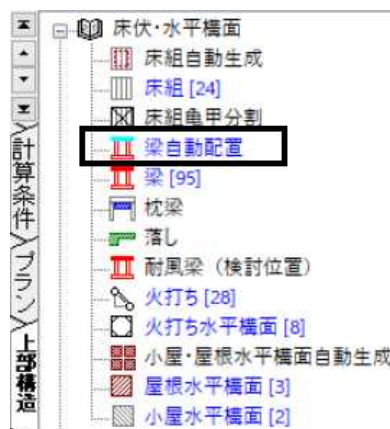 床伏・水平構面
床組自動生成
床組 [24]
床組亀甲分割
梁自動配置
梁 [95]
枕梁
落し
耐風梁（検討位置）
火打ち [28]
火打ち水平構面 [8]
小屋・屋根水平構面自動生成
屋根水平構面 [3]
小屋水平構面 [2]
計算条件
プラン
上部構造